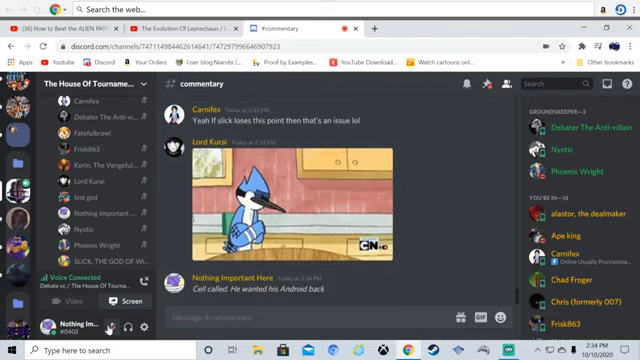 Search the web.
(36) How to Beat the ALIEN PAT
The Evolution Of Leprechaun / L
#commentary
discord.com/channels/747114984462614641/747297996646907923
Apps
Bookmarks
YouTube
Maps
News
User blog:Narobi | T
Proof by Examples...
YouTube Download...
Watch cartoons onl...
Other bookmarks
The House Of Tourname...
# commentary
Search
Carnifex
Debater The Anti-vi...
Fatefulbrawl
Frisk863
Korin, The Vengeful...
Lord Kurai
lost god
Nothing Important ...
Nyotic
Phoenix Wright
SLICK, THE GOD OF WI...
Voice Connected
Debate vc / The House Of Tourna...
Video
Screen
Nothing Im...
#0402
Carnifex Today at 2:33 PM
Yeah If slick loses this point then that's an issue lol
Lord Kurai Today at 2:34 PM
CN
Nothing Important Here Today at 2:34 PM
Cell called. He wanted his Android back
Message #commentary
GIF
GROUNDSKEEPER—3
Debater The Anti-villain
Nyotic
Phoenix Wright
YOU'RE IN—14
alastor, the dealmaker
Ape king
Carnifex
Online Usually Procrastina...
Chad Froger
Chris (formerly 007)
Frisk863
Type here to search
2:34 PM
10/10/2020